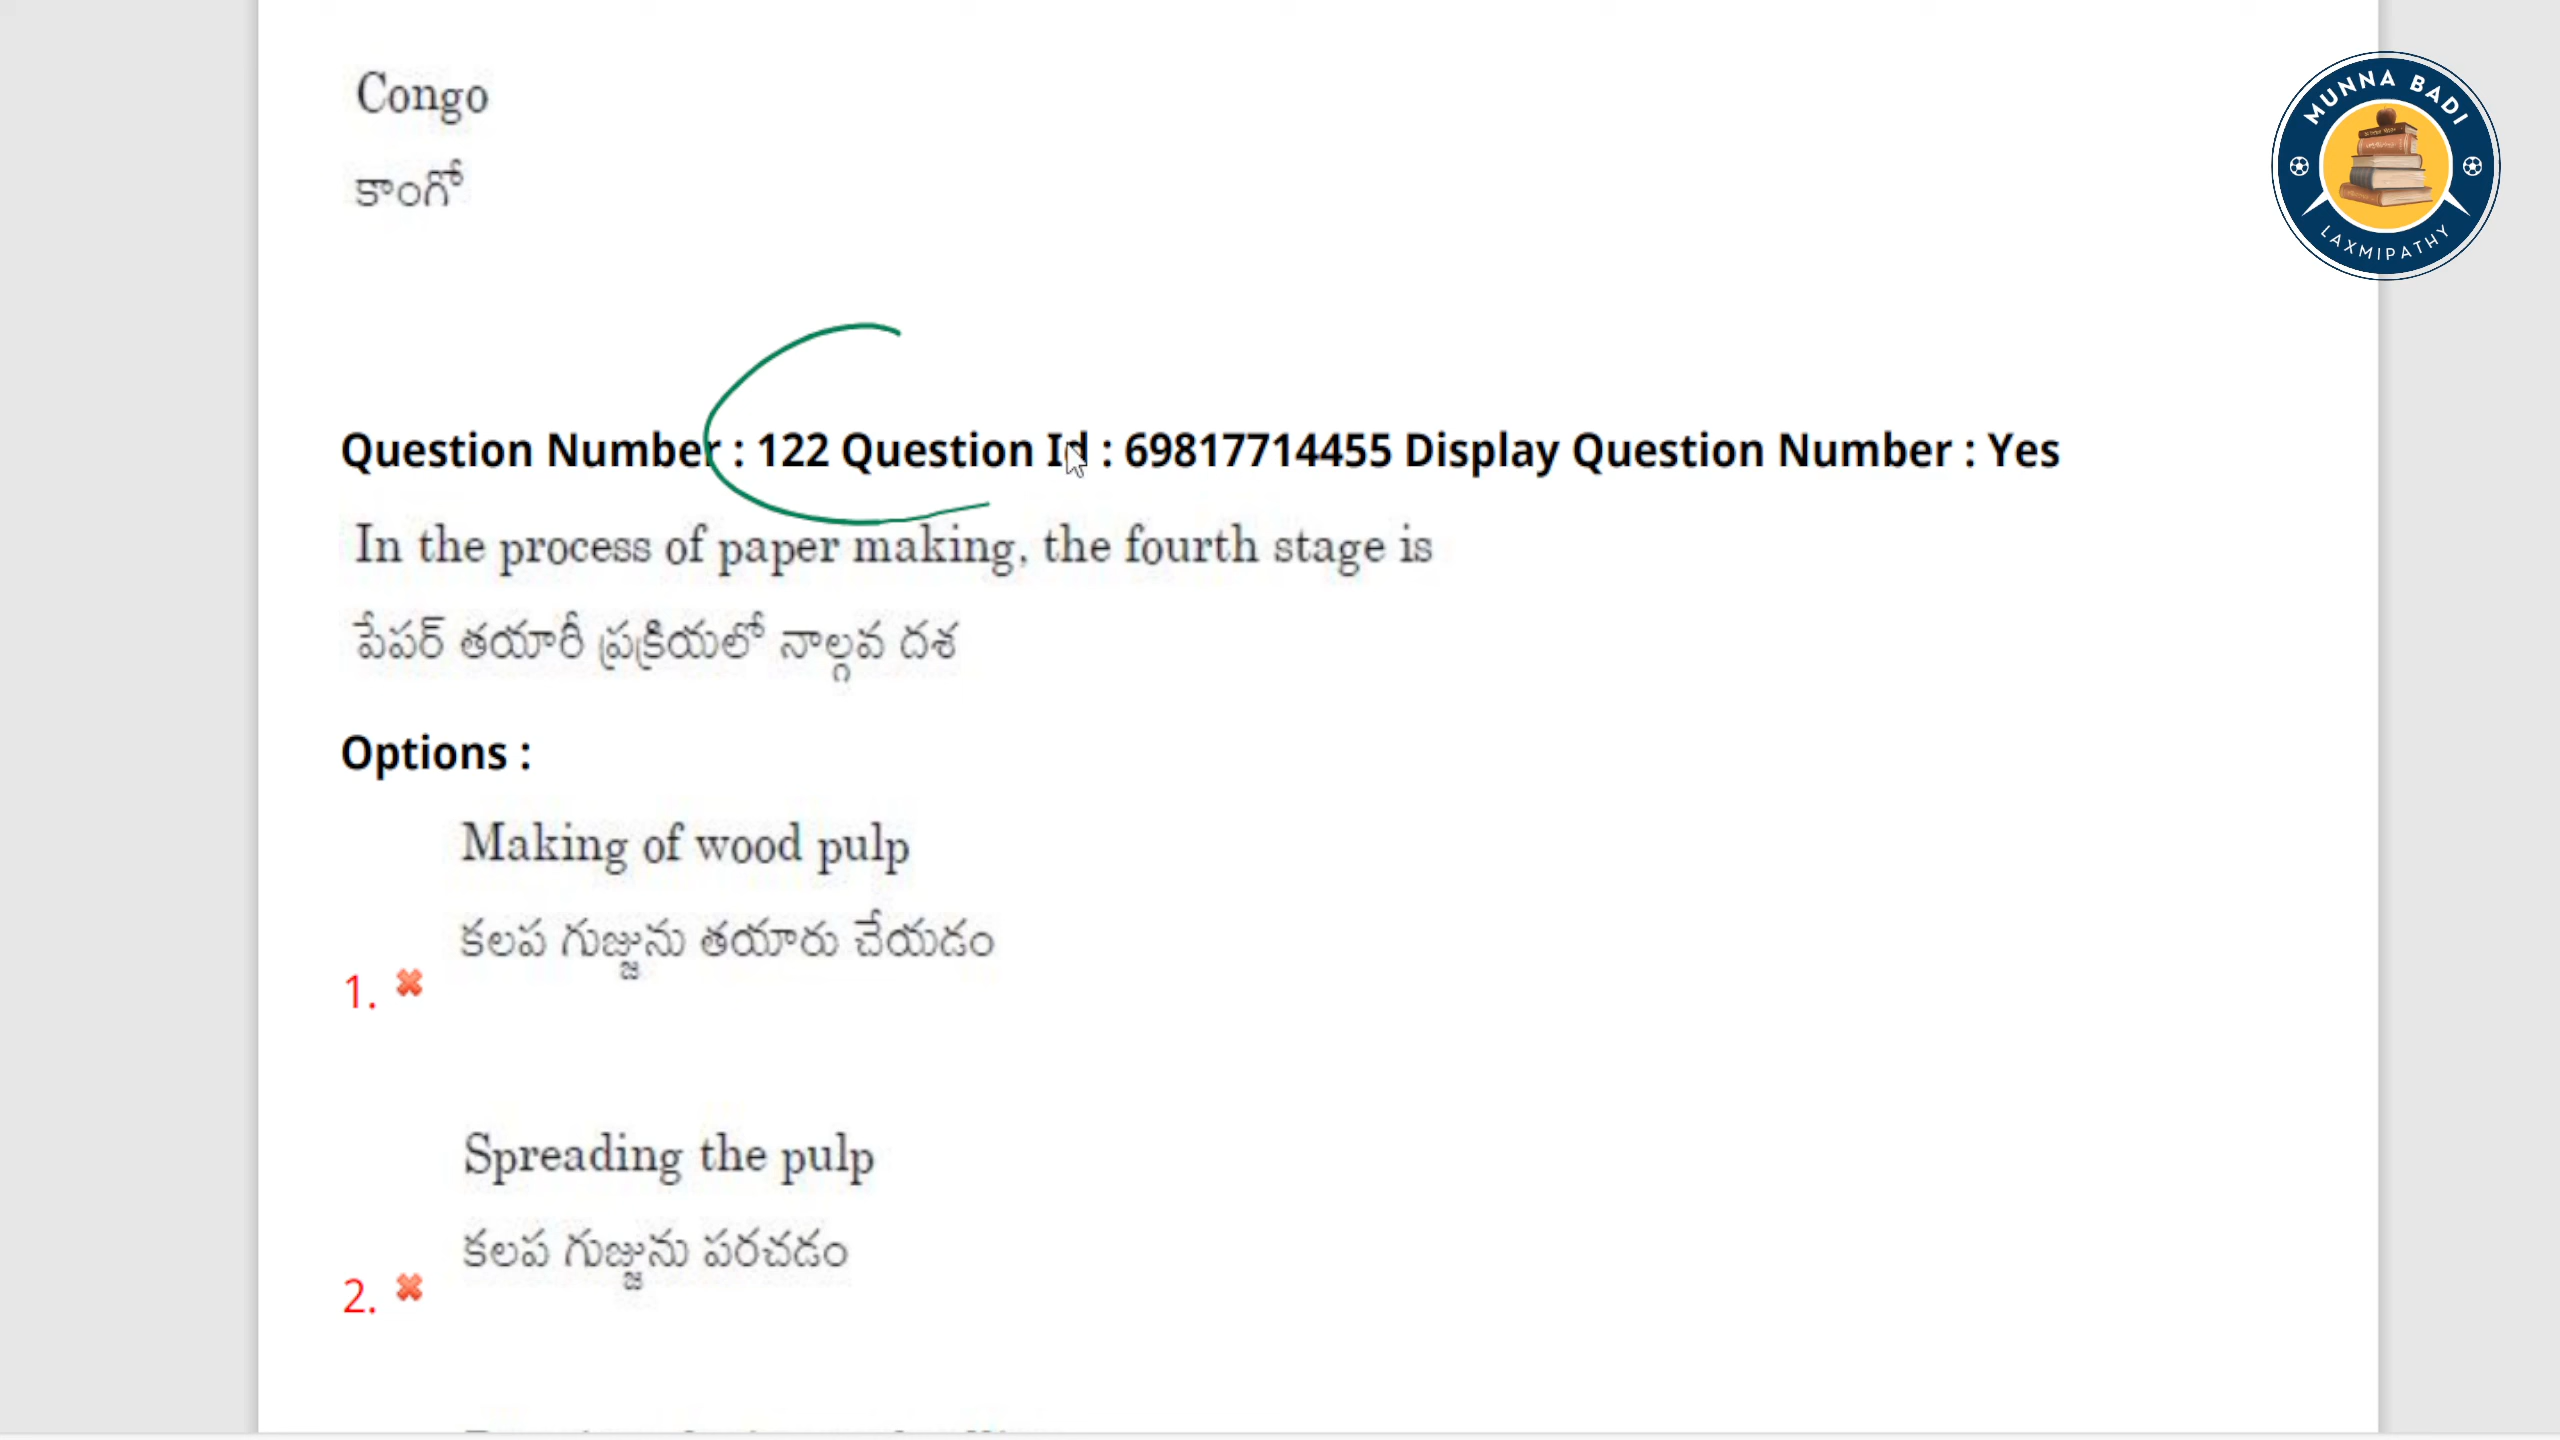 Congo
కాంగో
MUNNA BADI
LAXMIPATHY
Question Number : 122 Question Id : 69817714455 Display Question Number : Yes
In the process of paper making, the fourth stage is
పేపర్ తయారీ ప్రక్రియలో నాల్గవ దశ
Options :
Making of wood pulp
కలప గుజ్జును తయారు చేయడం
1.
Spreading the pulp
కలప గుజ్జును పరచడం
2.